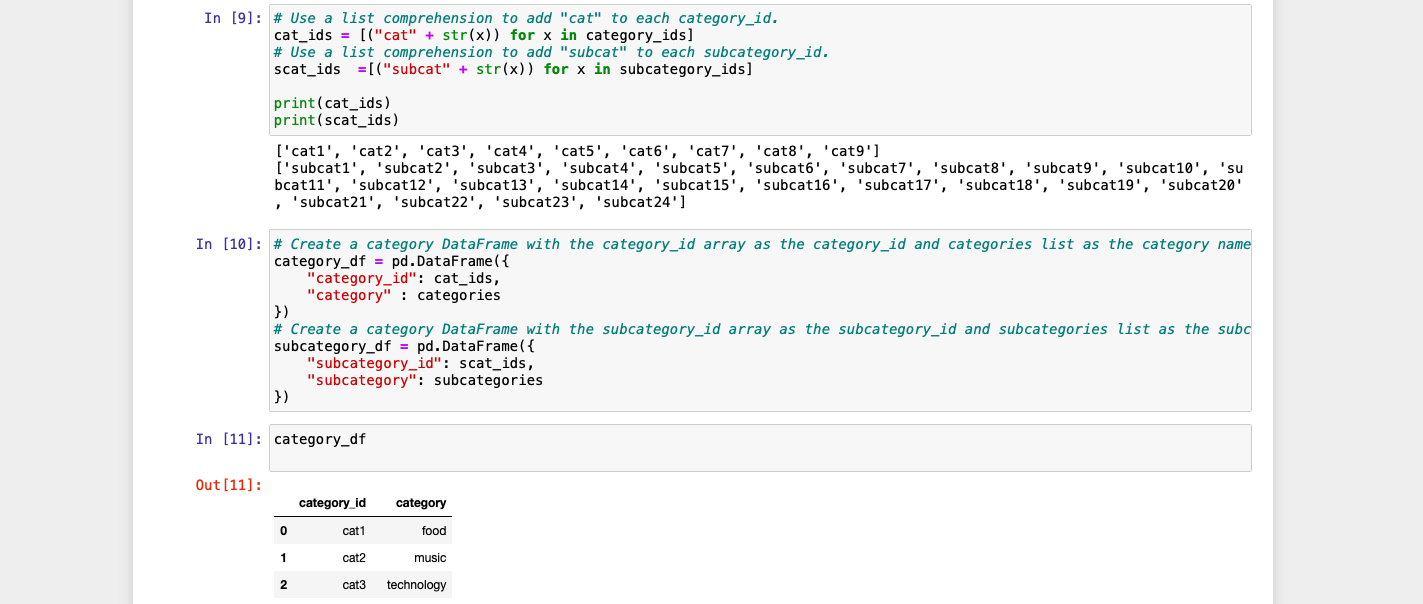 In [9]: # Use a list comprehension to add "cat" to each category_id.
cat_ids = [("cat" + str(x)) for x in category_ids]
# Use a list comprehension to add "subcat" to each subcategory_id.
scat_ids  =[("subcat" + str(x)) for x in subcategory_ids]
print(cat_ids)
print(scat_ids)
['cat1', 'cat2', 'cat3', 'cat4', 'cat5', 'cat6', 'cat7', 'cat8', 'cat9']
['subcat1', 'subcat2', 'subcat3', 'subcat4', 'subcat5', 'subcat6', 'subcat7', 'subcat8', 'subcat9', 'subcat10', 'su
bcat11', 'subcat12', 'subcat13', 'subcat14', 'subcat15', 'subcat16', 'subcat17', 'subcat18', 'subcat19', 'subcat20'
, 'subcat21', 'subcat22', 'subcat23', 'subcat24']
In [10]: # Create a category DataFrame with the category_id array as the category_id and categories list as the category name
category_df = pd.DataFrame({
    "category_id": cat_ids,
    "category" : categories
})
# Create a category DataFrame with the subcategory_id array as the subcategory_id and subcategories list as the subc
subcategory_df = pd.DataFrame({
    "subcategory_id": scat_ids,
    "subcategory": subcategories
})
In [11]: category_df
Out[11]:
category_id category
0 cat1 food
1 cat2 music
2 cat3 technology